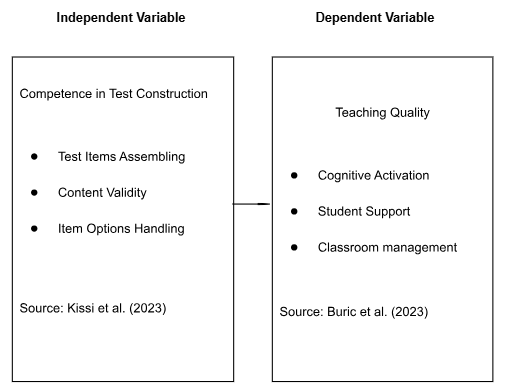 Independent Variable
Dependent Variable
Competence in Test Construction
● Test Items Assembling
● Content Validity
● Item Options Handling
Source: Kissi et al. (2023)
Teaching Quality
● Cognitive Activation
● Student Support
● Classroom management
Source: Buric et al. (2023)